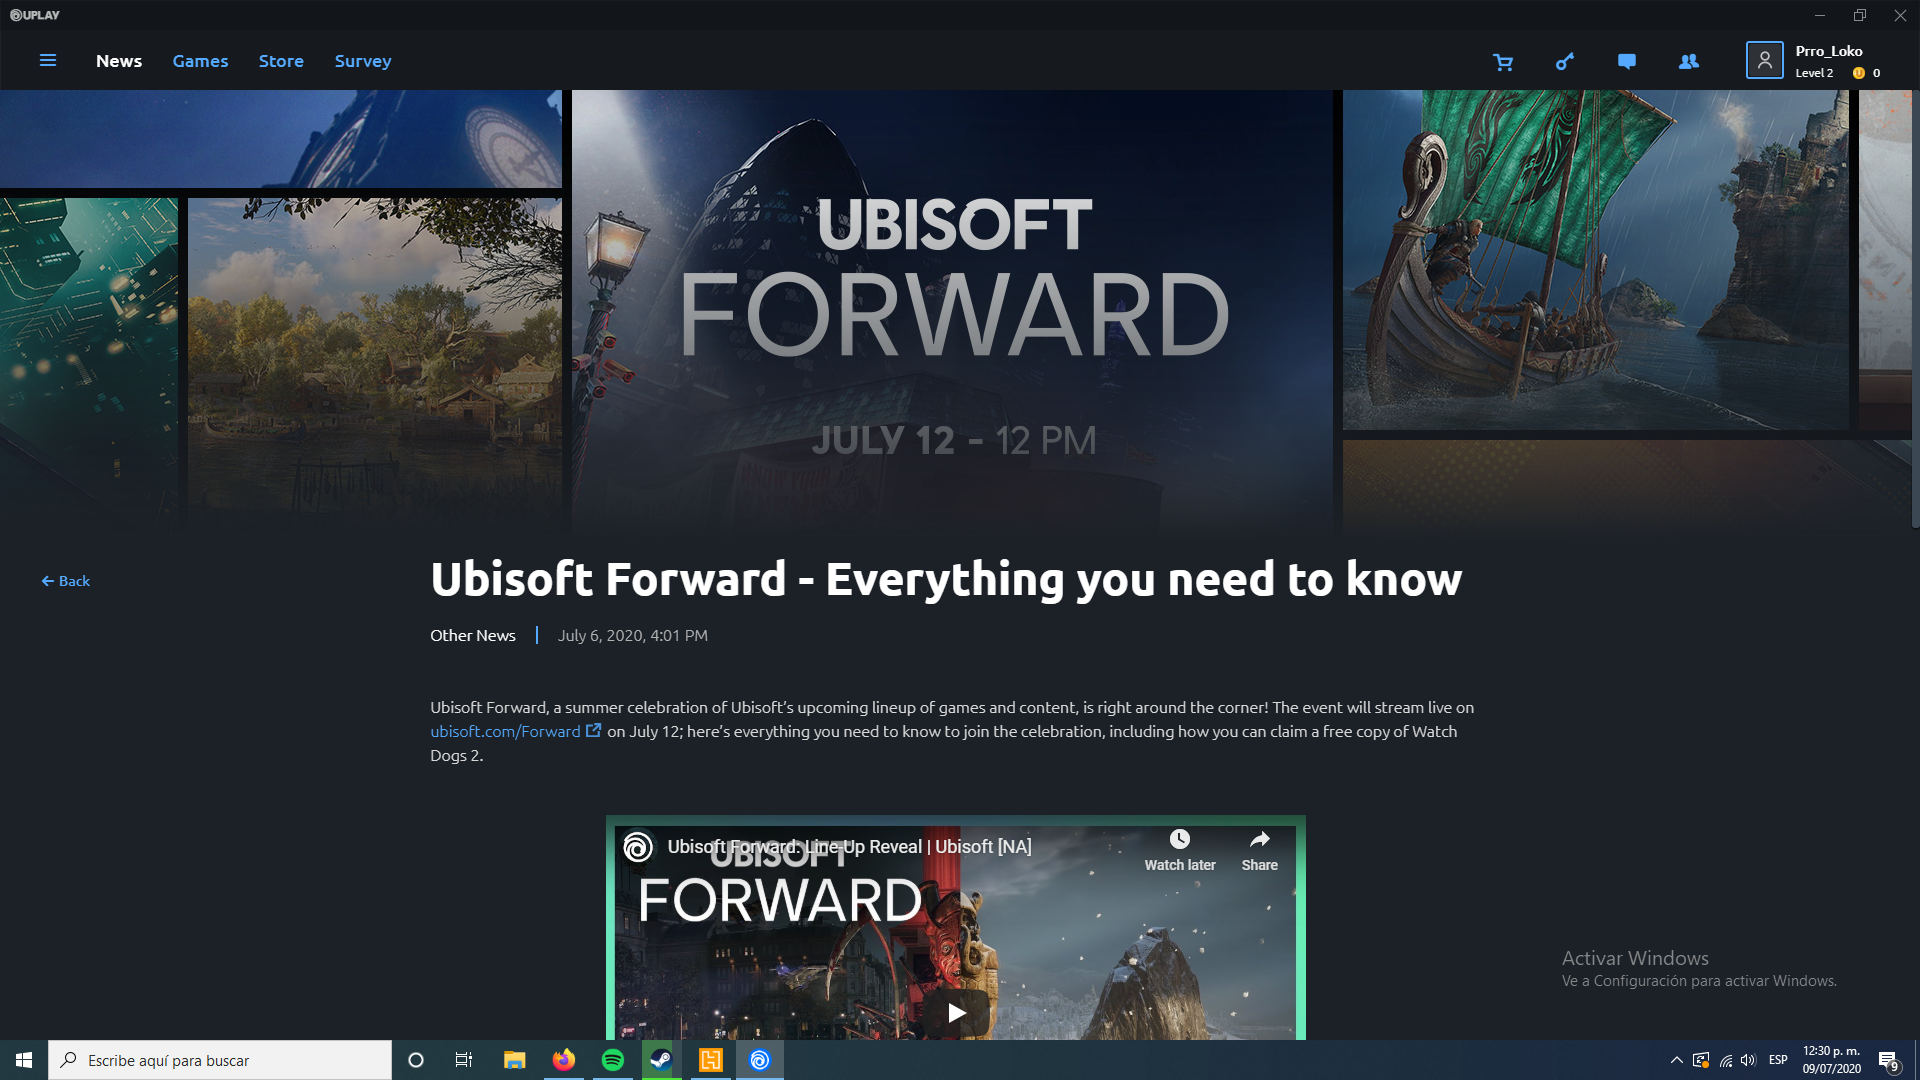 UPLAY
News
Games
Store
Survey
Prro_Loko
Level 2
0
UBISOFT
FORWARD
JULY 12 - 12 PM
Back
Ubisoft Forward - Everything you need to know
Other News
July 6, 2020, 4:01 PM
Ubisoft Forward, a summer celebration of Ubisoft’s upcoming lineup of games and content, is right around the corner! The event will stream live on
ubisoft.com/Forward on July 12; here’s everything you need to know to join the celebration, including how you can claim a free copy of Watch
Dogs 2.
Ubisoft Forward: Line-Up Reveal | Ubisoft [NA]
Watch later
Share
UBISOFT
FORWARD
Activar Windows
Ve a Configuración para activar Windows.
Escribe aquí para buscar
ESP
12:30 p. m.
09/07/2020
9